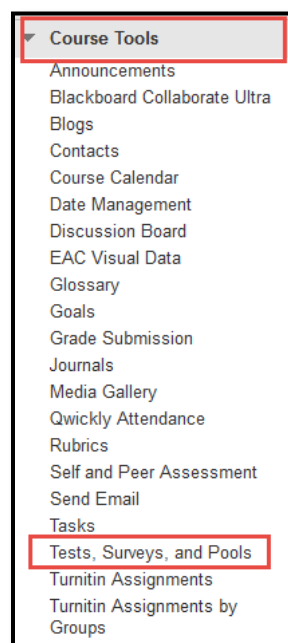 Course Tools
Announcements
Blackboard Collaborate Ultra
Blogs
Contacts
Course Calendar
Date Management
Discussion Board
EAC Visual Data
Glossary
Goals
Grade Submission
Journals
Media Gallery
Qwickly Attendance
Rubrics
Self and Peer Assessment
Send Email
Tasks
Tests, Surveys, and Pools
Turnitin Assignments
Turnitin Assignments by
Groups